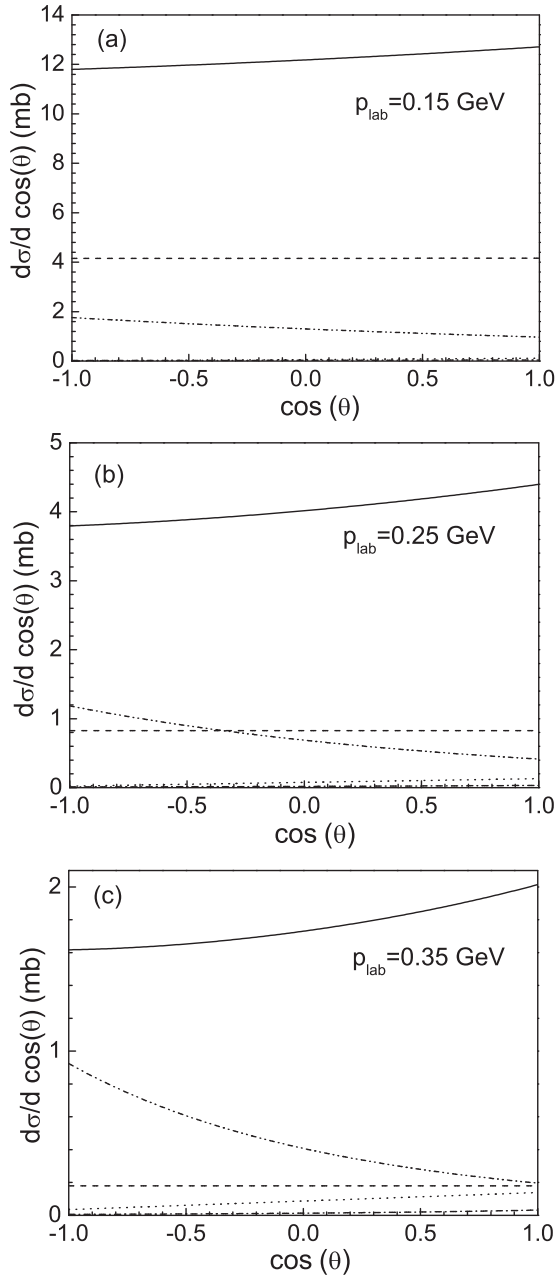 14
(a)
12
p_lab=0.15 GeV
10
8
6
4
2
0
dσ/d cos(θ) (mb)
-1.0 -0.5 0.0 0.5 1.0
cos (θ)
5
(b)
4
p_lab=0.25 GeV
3
2
1
0
dσ/d cos(θ) (mb)
-1.0 -0.5 0.0 0.5 1.0
cos (θ)
2
(c)
p_lab=0.35 GeV
1
0
dσ/d cos(θ) (mb)
-1.0 -0.5 0.0 0.5 1.0
cos (θ)